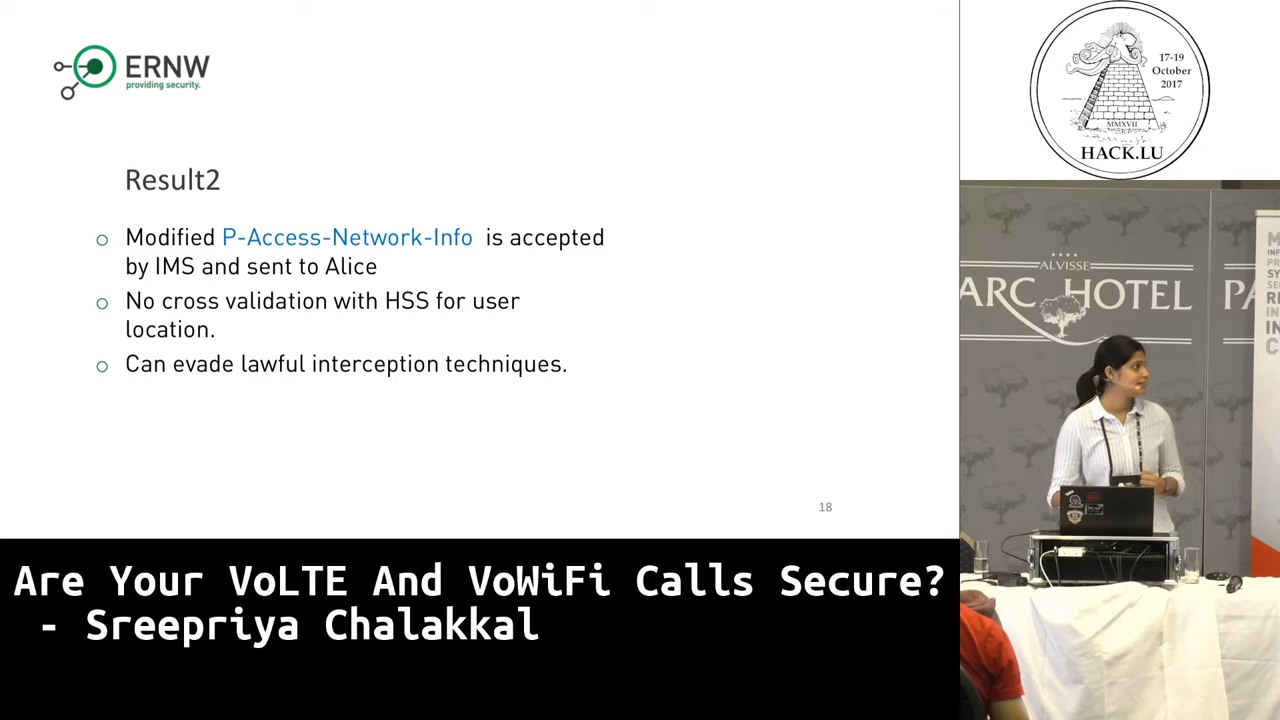 ERNW
providing security.
Result2
Modified P-Access-Network-Info is accepted
by IMS and sent to Alice
No cross validation with HSS for user
location.
Can evade lawful interception techniques.
18
17-19
October
2017
MMXVII
HACK.LU
ALVISSE
PARC HOTEL
Are Your VoLTE And VoWiFi Calls Secure?
- Sreepriya Chalakkal